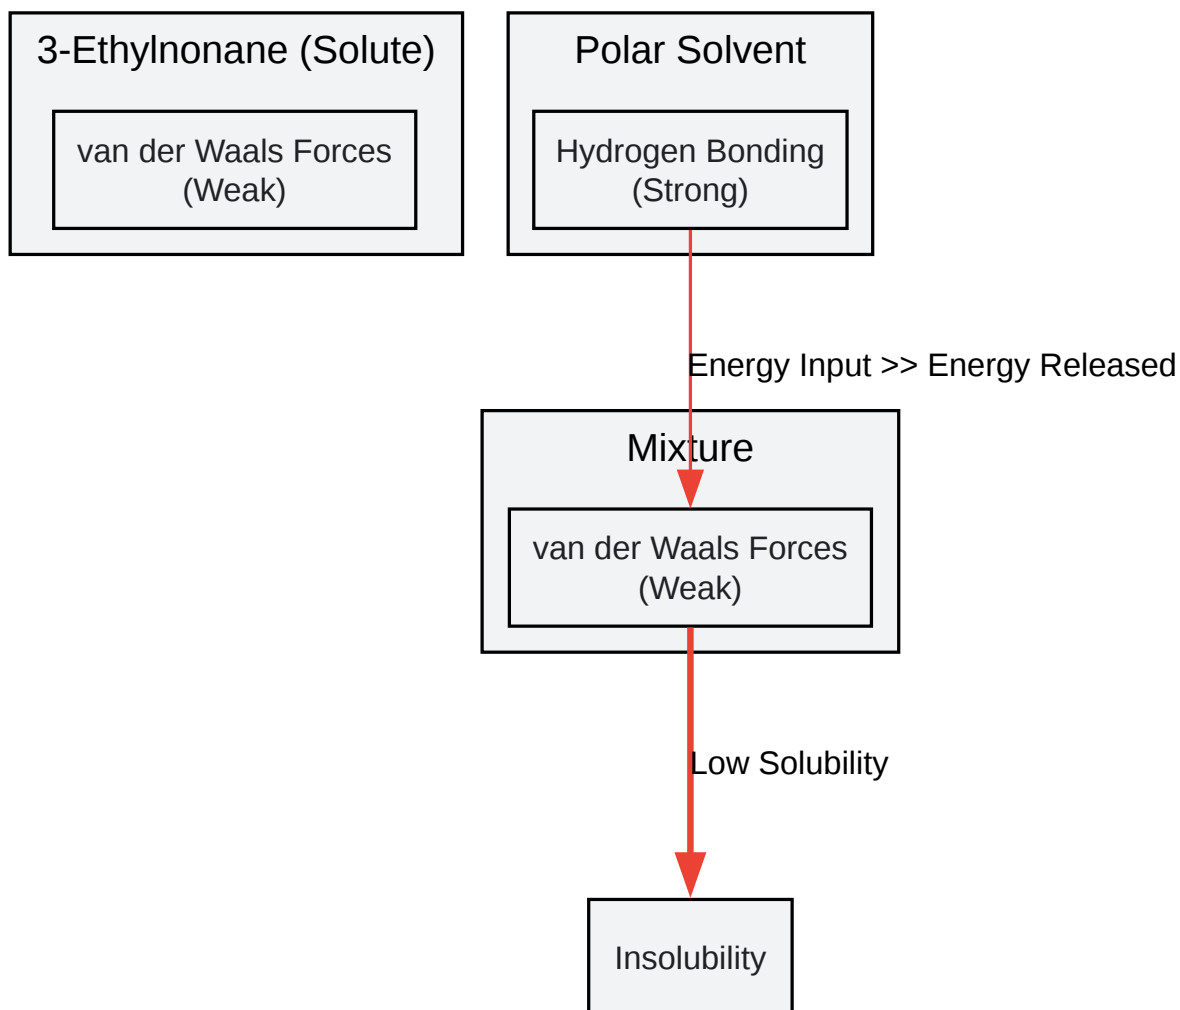 3-Ethylnonane (Solute)
van der Waals Forces
(Weak)
Polar Solvent
Hydrogen Bonding
(Strong)
Energy Input >> Energy Released
Mixture
van der Waals Forces
(Weak)
Low Solubility
Insolubility